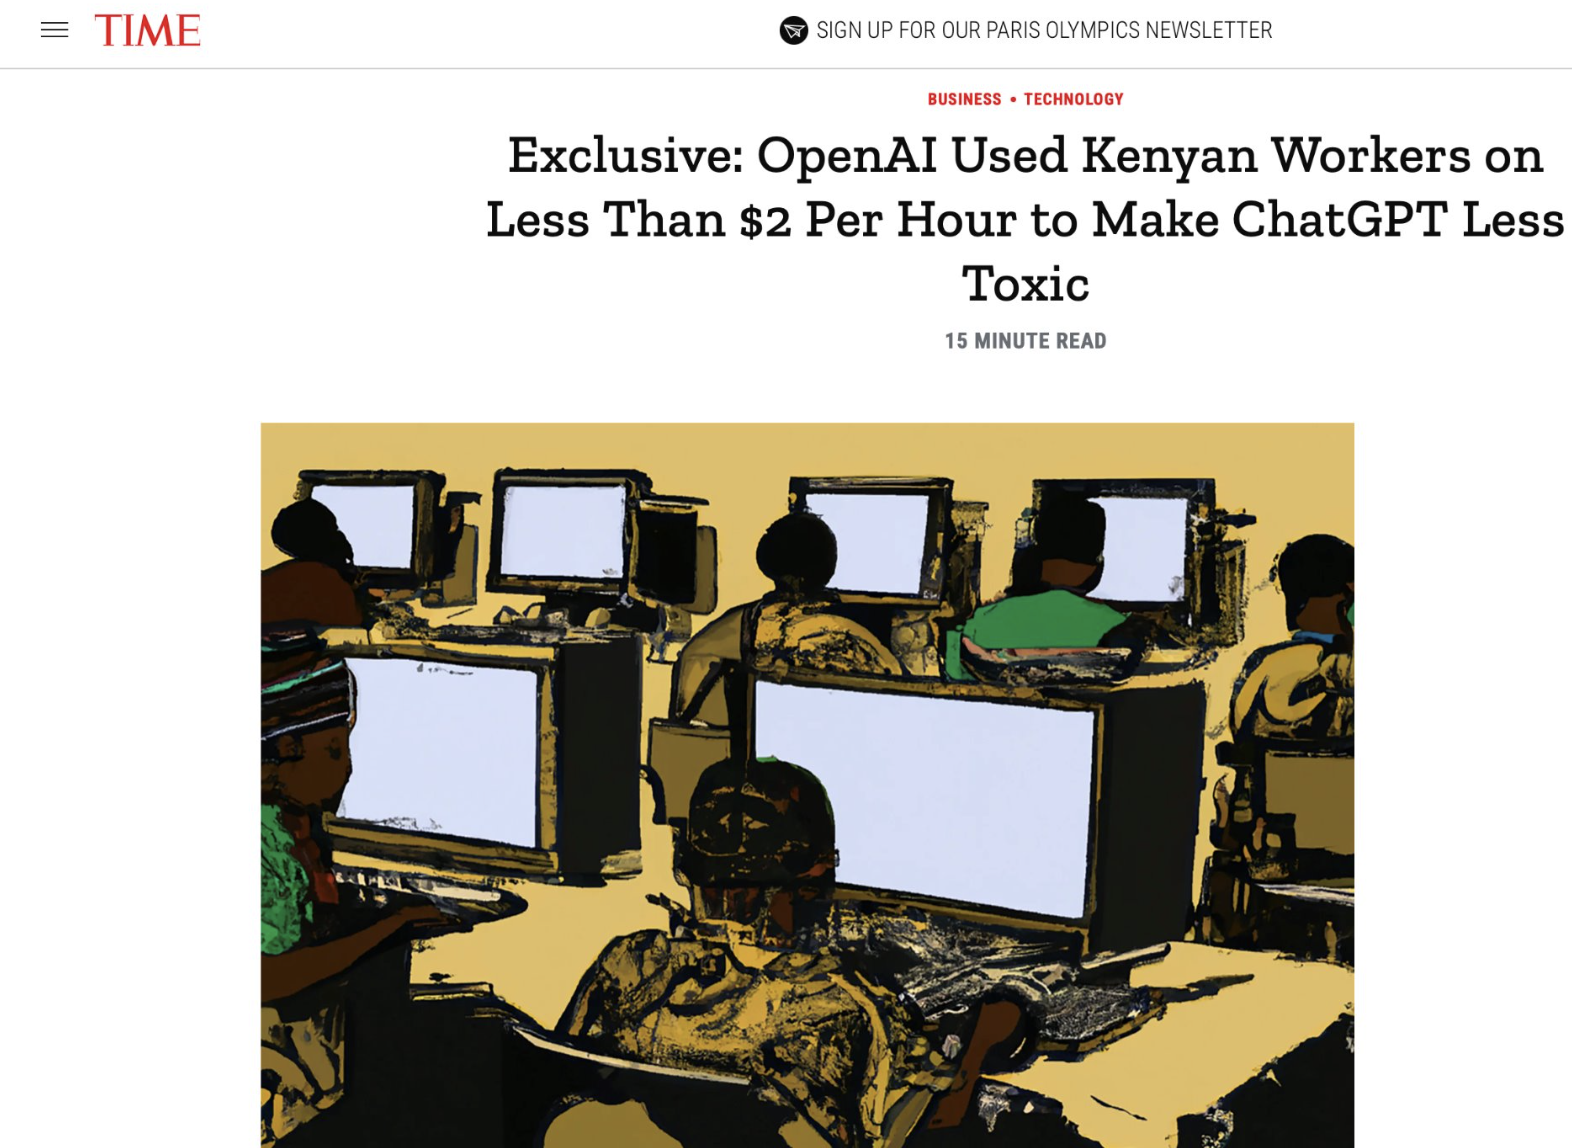 TIME
SIGN UP FOR OUR PARIS OLYMPICS NEWSLETTER
BUSINESS • TECHNOLOGY
Exclusive: OpenAI Used Kenyan Workers on
Less Than $2 Per Hour to Make ChatGPT Less
Toxic
15 MINUTE READ